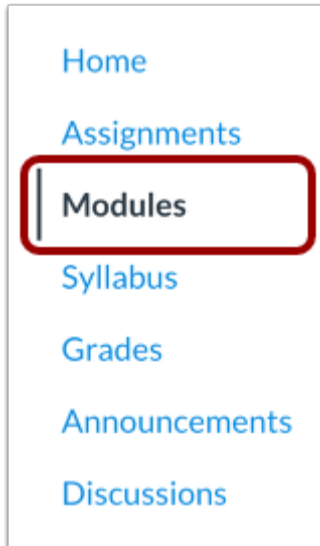 Home
Assignments
Modules
Syllabus
Grades
Announcements
Discussions